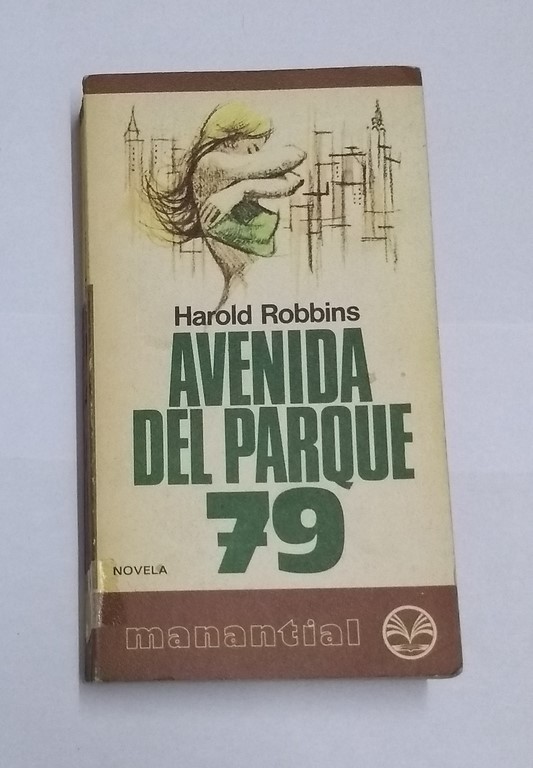 Harold Robbins
AVENIDA
DEL PARQUE
79
NOVELA
manantial